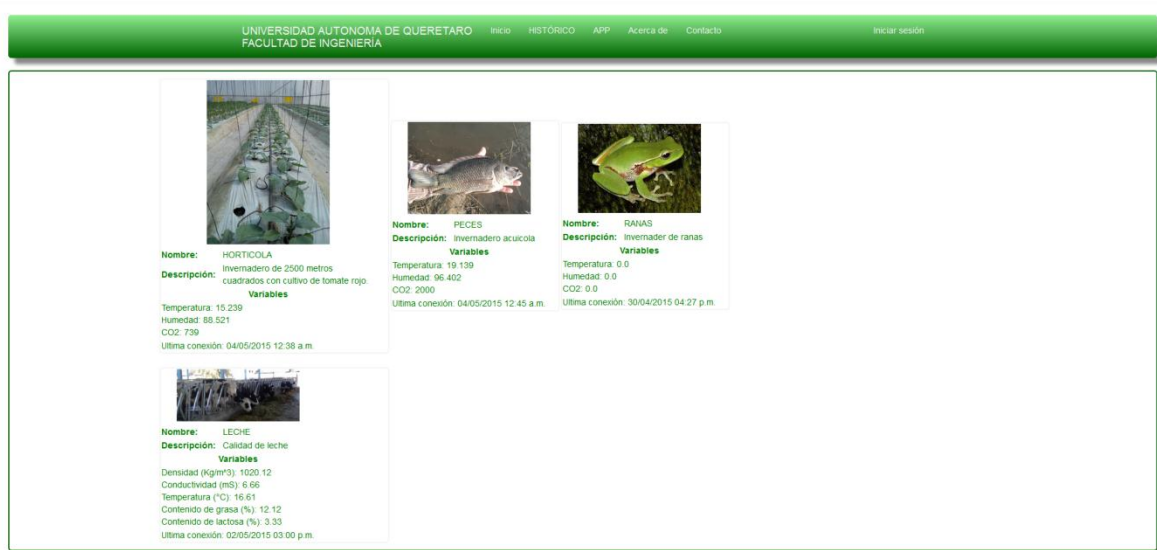 UNIVERSIDAD AUTONOMA DE QUERETARO
FACULTAD DE INGENIERÍA
Inicio HISTÓRICO APP Acerca de Contacto
Iniciar sesión
Nombre: HORTICOLA
Descripción: Invernadero de 2500 metros
cuadrados con cultivo de tomate rojo.
Variables
Temperatura: 15.239
Humedad: 88.521
CO2: 739
Ultima conexión: 04/05/2015 12:38 a.m.
Nombre: PECES
Descripción: Invernadero acuicola
Variables
Temperatura: 19.139
Humedad: 96.402
CO2: 2000
Ultima conexión: 04/05/2015 12:45 a.m.
Nombre: RANAS
Descripción: Invernader de ranas
Variables
Temperatura: 0.0
Humedad: 0.0
CO2: 0.0
Ultima conexión: 30/04/2015 04:27 p.m.
Nombre: LECHE
Descripción: Calidad de leche
Variables
Densidad (Kg/m^3): 1020.12
Conductividad (mS): 6.66
Temperatura (°C): 16.61
Contenido de grasa (%): 12.12
Contenido de lactosa (%): 3.33
Ultima conexión: 02/05/2015 03:00 p.m.